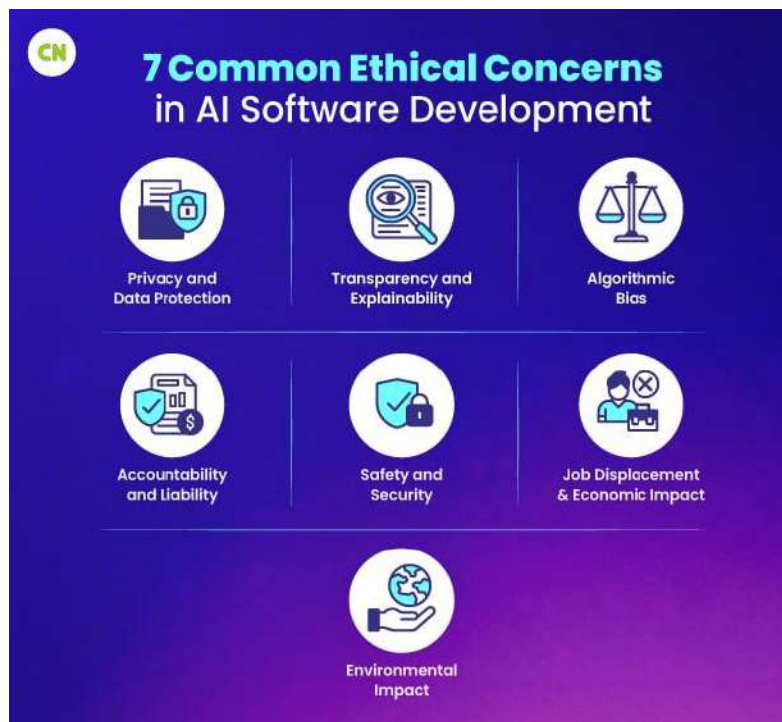 CN
7 Common Ethical Concerns
in AI Software Development
Privacy and
Data Protection
Transparency and
Explainability
Algorithmic
Bias
Accountability
and Liability
$
Safety and
Security
Job Displacement
& Economic Impact
Environmental
Impact